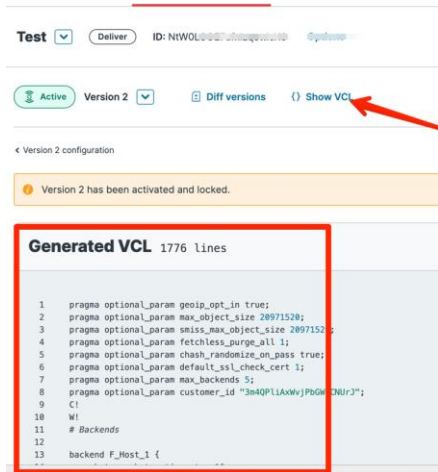 Test Deliver ID:
Active Version 2 Diff versions {} Show VCL
< Version 2 configuration
Version 2 has been activated and locked.
Generated VCL 1776 lines
1 pragma optional_param geoip_opt_in true;
2 pragma optional_param max_object_size 20971520;
3 pragma optional_param smiss_max_object_size 2097152 ;
4 pragma optional_param fetchless_purge_all 1;
5 pragma optional_param chash_randomize_on_pass true;
6 pragma optional_param default_ssl_check_cert 1;
7 pragma optional_param max_backends 5;
8 pragma optional_param customer_id
9 C!
10 W!
11 # Backends
12
13 backend F_Host_1 {